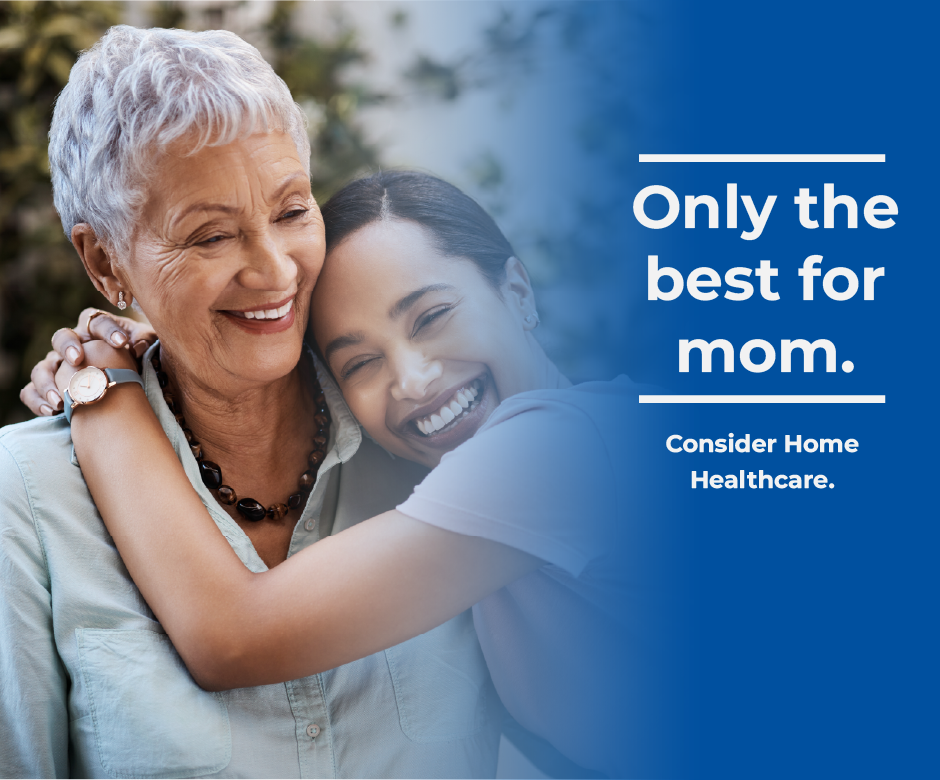 Only the
best for
mom.
Consider Home
Healthcare.